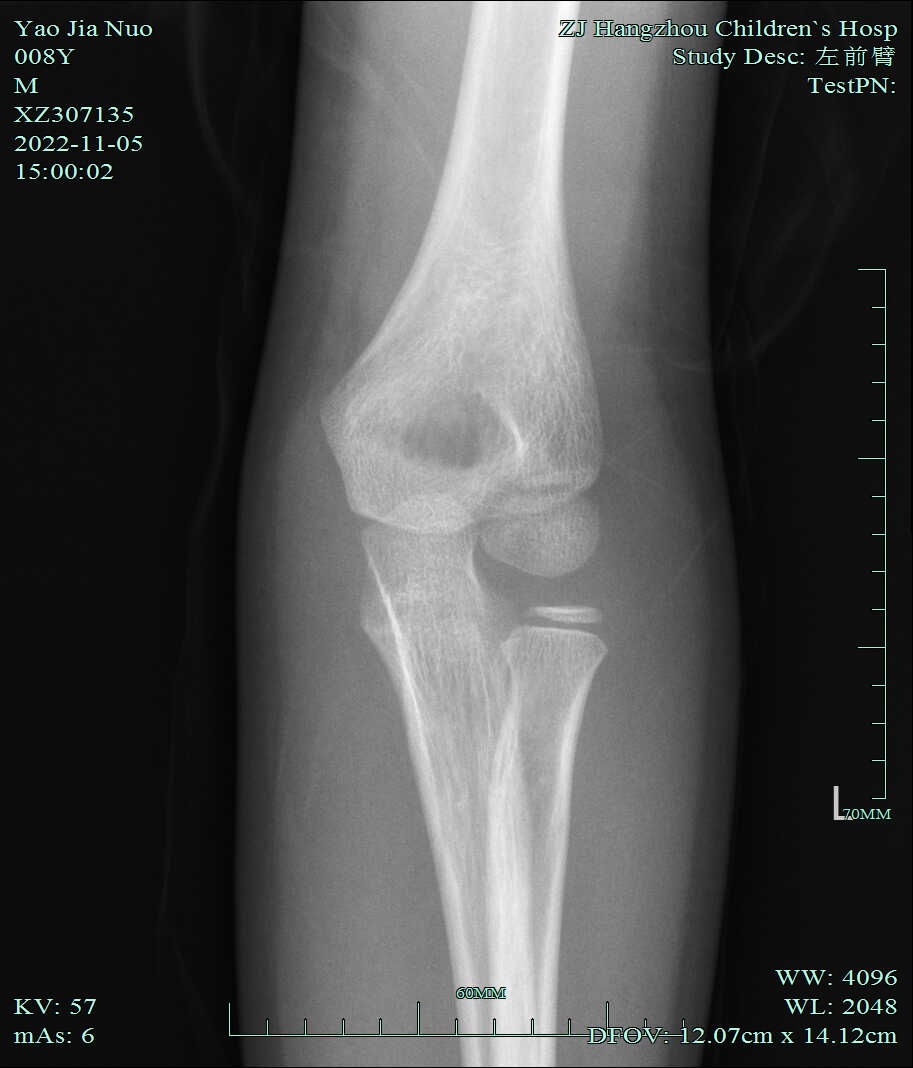 Yao Jia Nuo
008Y
M
XZ307135
2022-11-05
15:00:02
ZJ Hangzhou Children`s Hosp
Study Desc: 左前臂
TestPN:
L
70MM
60MM
KV: 57
mAs: 6
WW: 4096
WL: 2048
DFOV: 12.07cm x 14.12cm